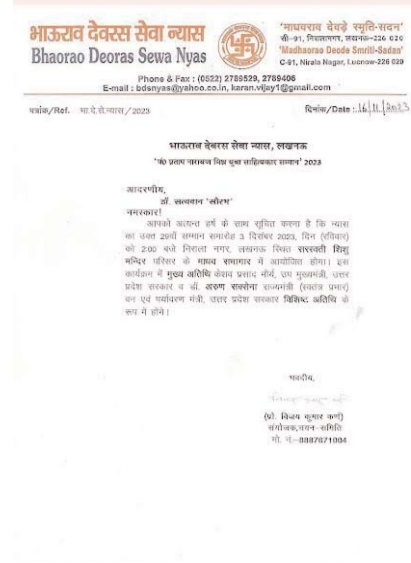 भाऊराव देवरस सेवा न्यास
Bhaorao Deoras Sewa Nyas
'माधवराव देवड़े स्मृति-सदन'
सी-91, निरालानगर, लखनऊ-226 020
'Madhaorao Deode Smriti-Sadan'
C-91, Nirala Nagar, Lucnow-226 020
Phone & Fax : (0522) 2789529, 2789406
E-mail : bdsnyas@yahoo.co.in, karan.vijay1@gmail.com
पत्रांक/Ref. भा.दे.से.न्यास /2023
दिनांक/Date : 16/11/2023
भाऊराव देवरस सेवा न्यास, लखनऊ
'पं० प्रताप नारायण मिश्र युवा साहित्यकार सम्मान' 2023
आदरणीय,
डॉ. सत्यवान 'सौरभ'
नमस्कार!
आपको अत्यन्त हर्ष के साथ सूचित करना है कि न्यास
का उक्त 29वाँ सम्मान समारोह 3 दिसंबर 2023, दिन (रविवार)
को 2:00 बजे निराला नगर, लखनऊ स्थित सरस्वती शिशु
मन्दिर परिसर के माधव सभागार में आयोजित होगा। इस
कार्यक्रम में मुख्य अतिथि केशव प्रसाद मौर्य, उप मुख्यमंत्री, उत्तर
प्रदेश सरकार व डॉ. अरुण सक्सेना राज्यमंत्री (स्वतंत्र प्रभार)
वन एवं पर्यावरण मंत्री, उत्तर प्रदेश सरकार विशिष्ट अतिथि के
रूप में होंगे।
भवदीय,
(प्रो. विजय कुमार कर्ण)
संयोजक,चयन-समिति
मो. नं.-8887671004